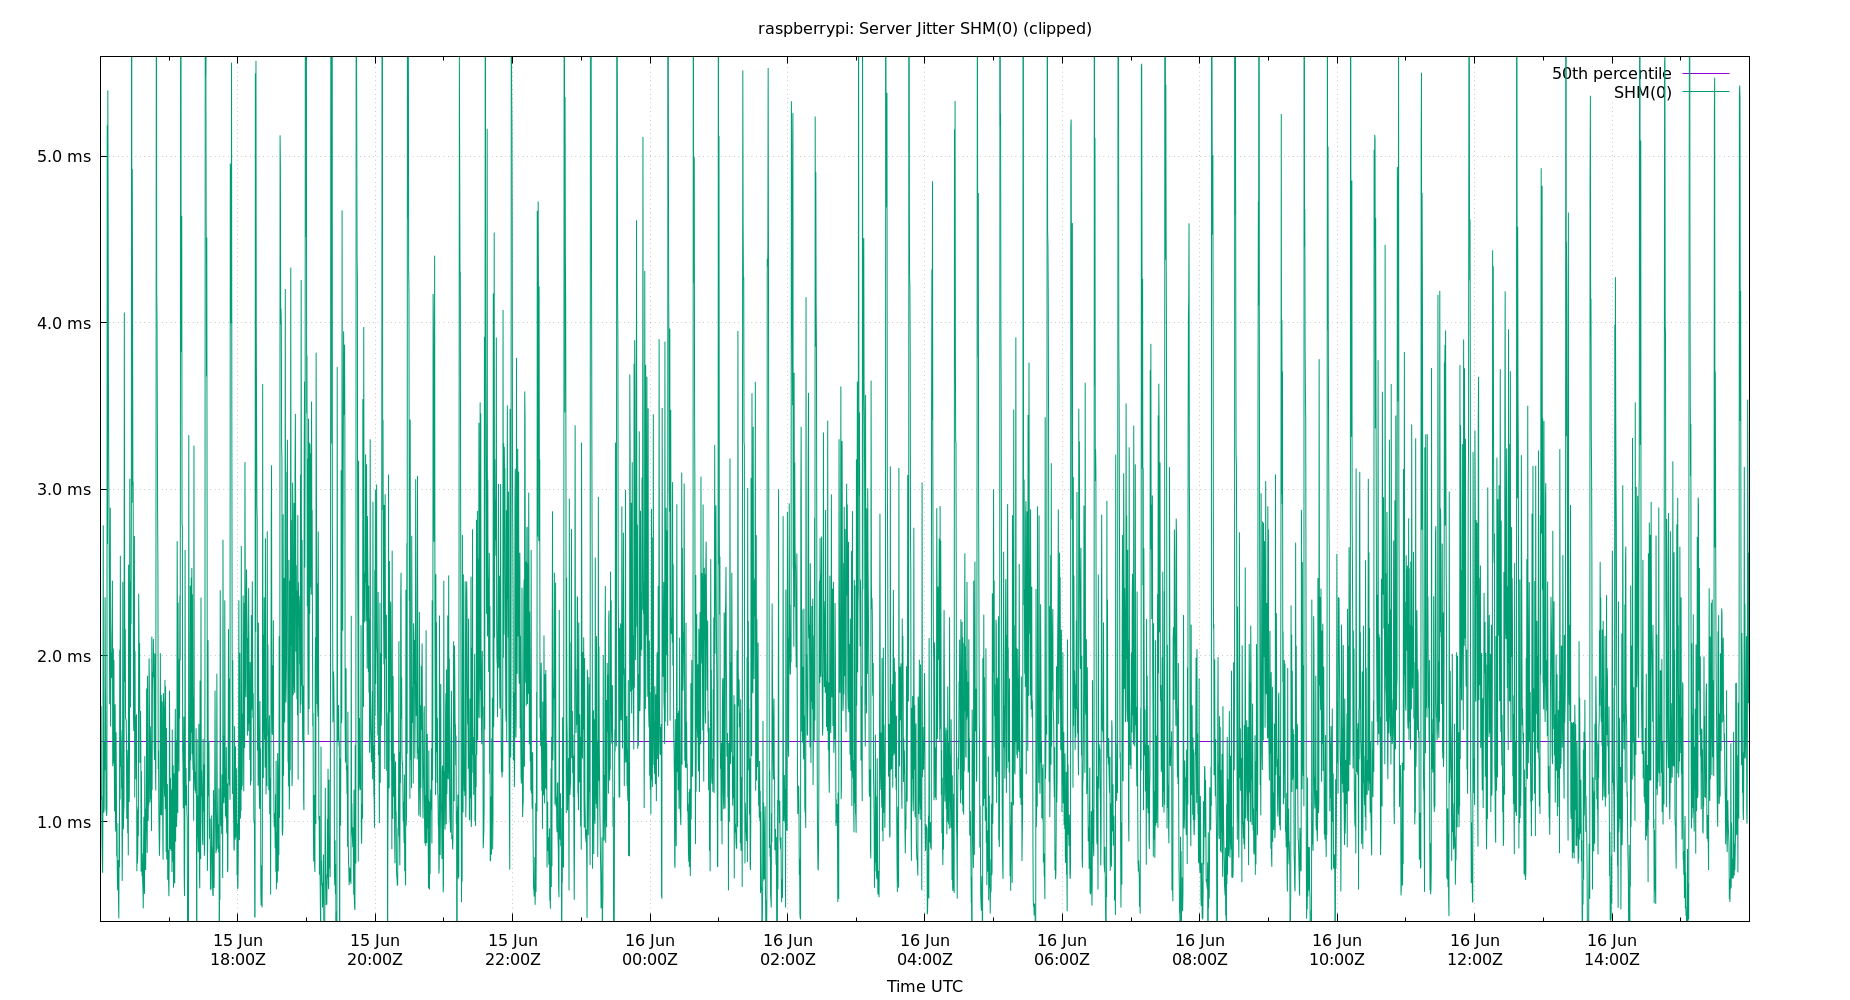 raspberrypi: Server Jitter SHM(0) (clipped)
50th percentile
SHM(0)
5.0 ms
4.0 ms
3.0 ms
2.0 ms
1.0 ms
15 Jun 15 Jun 15 Jun 16 Jun 16 Jun 16 Jun 16 Jun 16 Jun 16 Jun 16 Jun 16 Jun
18:00Z 20:00Z 22:00Z 00:00Z 02:00Z 04:00Z 06:00Z 08:00Z 10:00Z 12:00Z 14:00Z
Time UTC